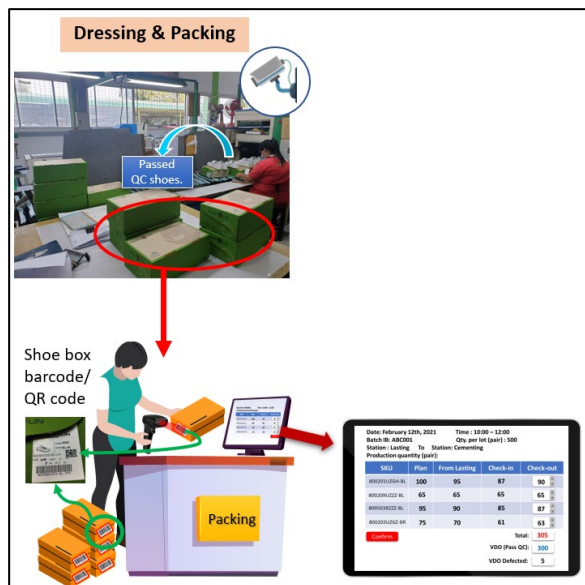 Dressing & Packing
Passed
QC shoes.
Shoe box
barcode/
QR code
Packing
Date: February 12th, 2021 Time : 10:00 – 12:00
Batch IB: ABC001 Qty. per lot (pair) : 500
Station : Lasting To Station: Cementing
Production quantity (pair):
SKU Plan From Lasting Check-in Check-out
800201UZGH-BL 100 95 87 90
800209UZZZ-BL 65 65 65 65
809503RZZZ-BL 95 90 85 87
800203UZGZ-BR 75 70 61 63
Confirm Total: 305
VDO (Pass QC): 300
VDO Defected: 5